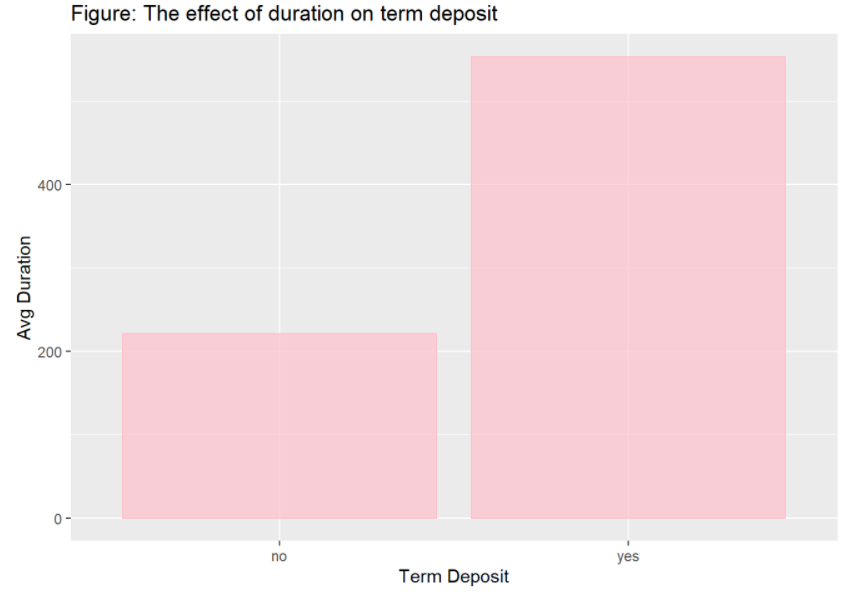 Figure: The effect of duration on term deposit
Avg Duration
400
200
0
no yes
Term Deposit